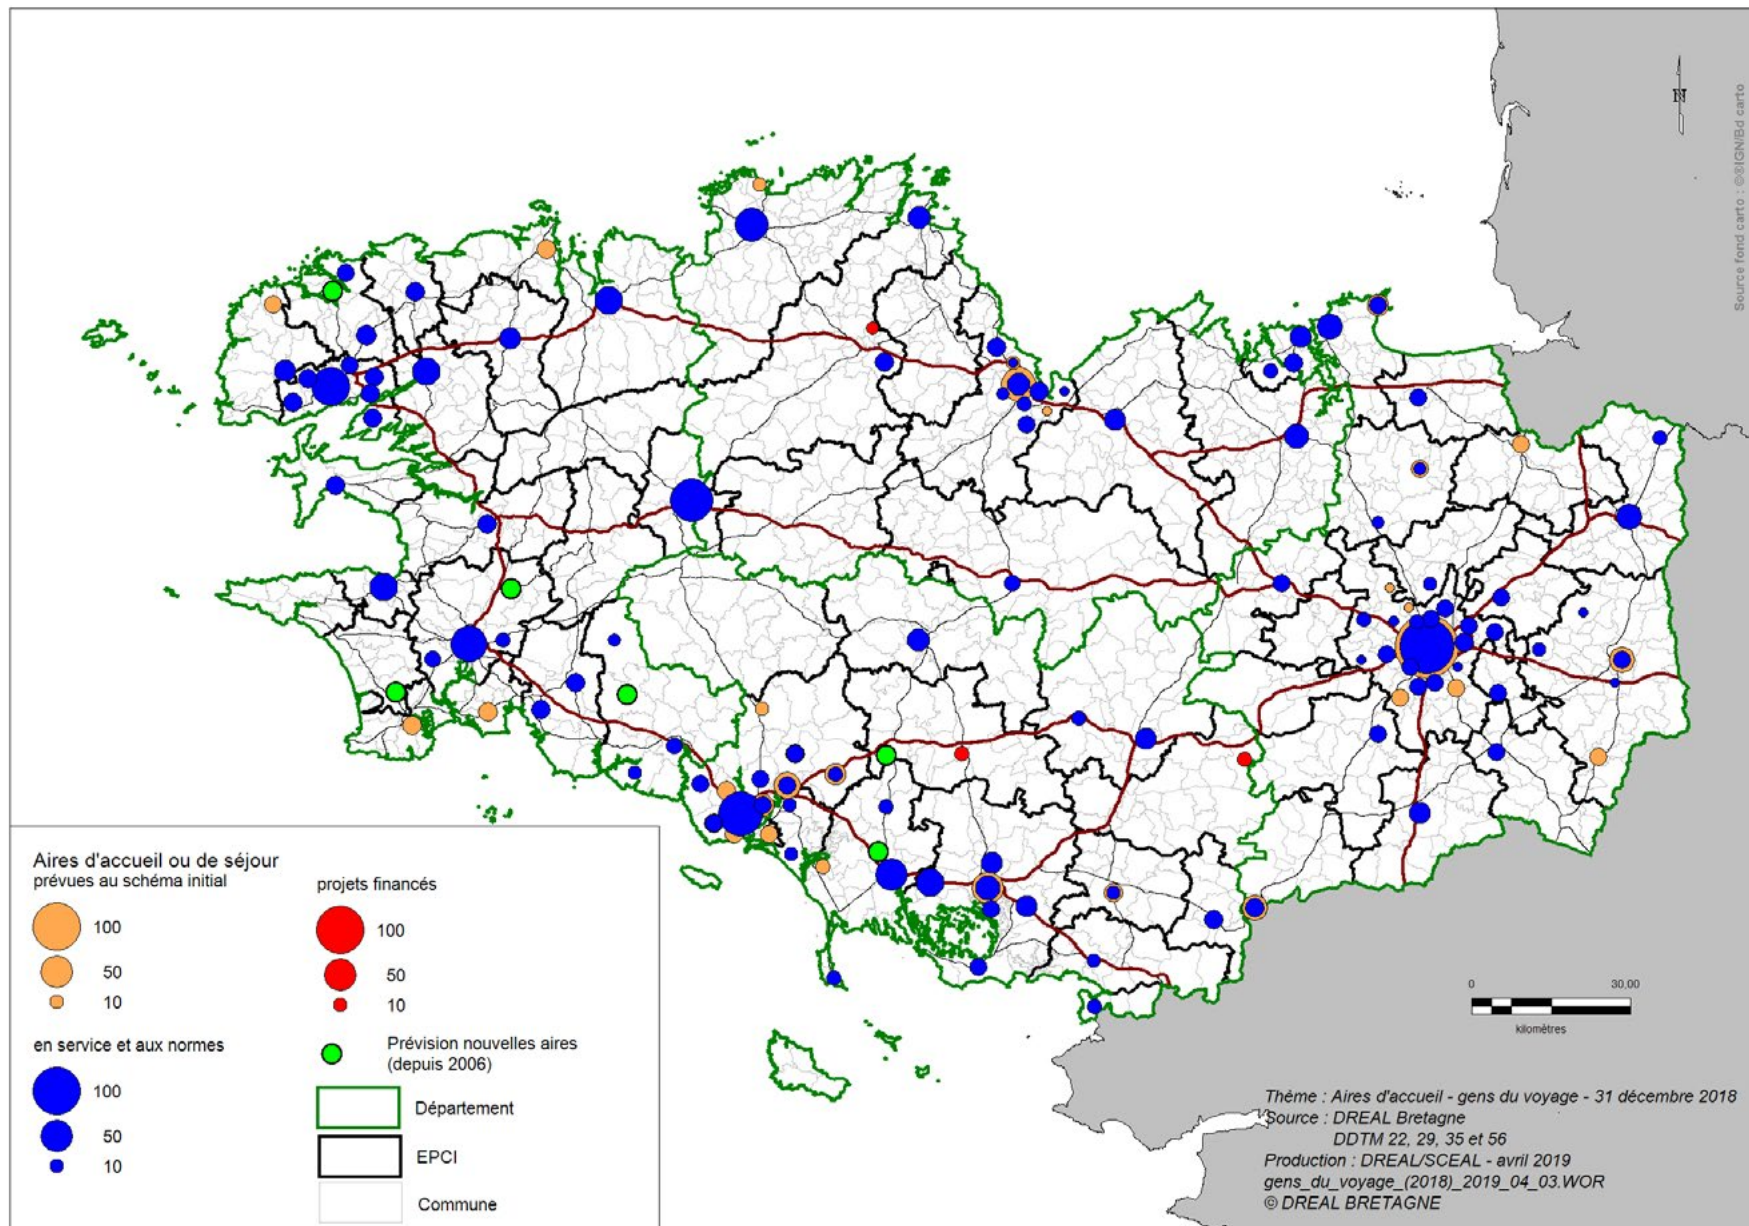 N
Source fond carto : ©®IGN/Bd carto
Aires d'accueil ou de séjour
prévues au schéma initial
100
50
10
en service et aux normes
100
50
10
projets financés
100
50
10
Prévision nouvelles aires
(depuis 2006)
Département
EPCI
Commune
0 30,00
kilomètres
Thème : Aires d'accueil - gens du voyage - 31 décembre 2018
Source : DREAL Bretagne
DDTM 22, 29, 35 et 56
Production : DREAL/SCEAL - avril 2019
gens_du_voyage_(2018)_2019_04_03.WOR
© DREAL BRETAGNE